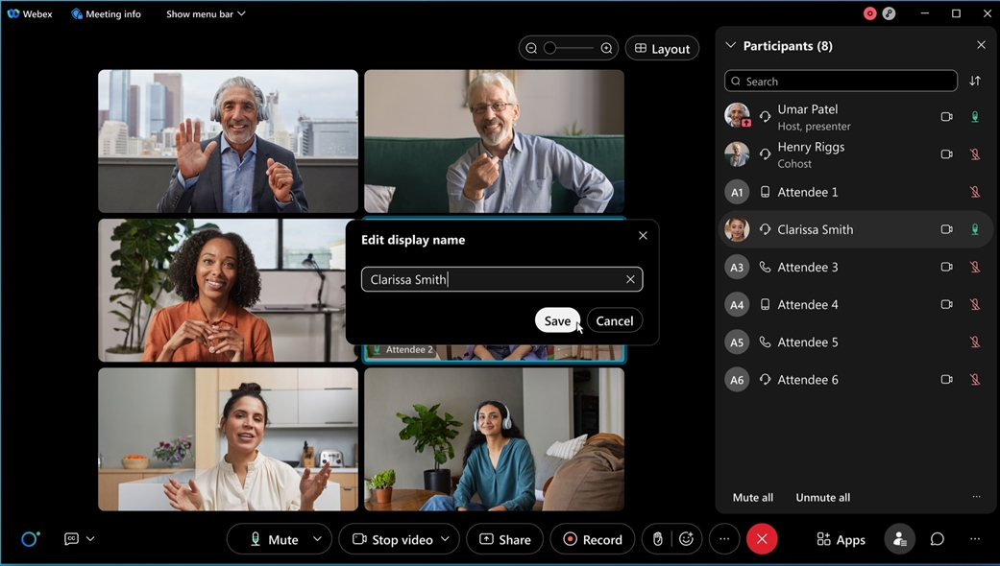 Webex
Meeting info
Show menu bar
Layout
Participants (8)
Search
Umar Patel
Host, presenter
Henry Riggs
Cohost
A1 Attendee 1
Clarissa Smith
A3 Attendee 3
A4 Attendee 4
A5 Attendee 5
A6 Attendee 6
Mute all
Unmute all
Edit display name
Clarissa Smith
Save
Cancel
Attendee 2
CC
Mute
Stop video
Share
Record
Apps